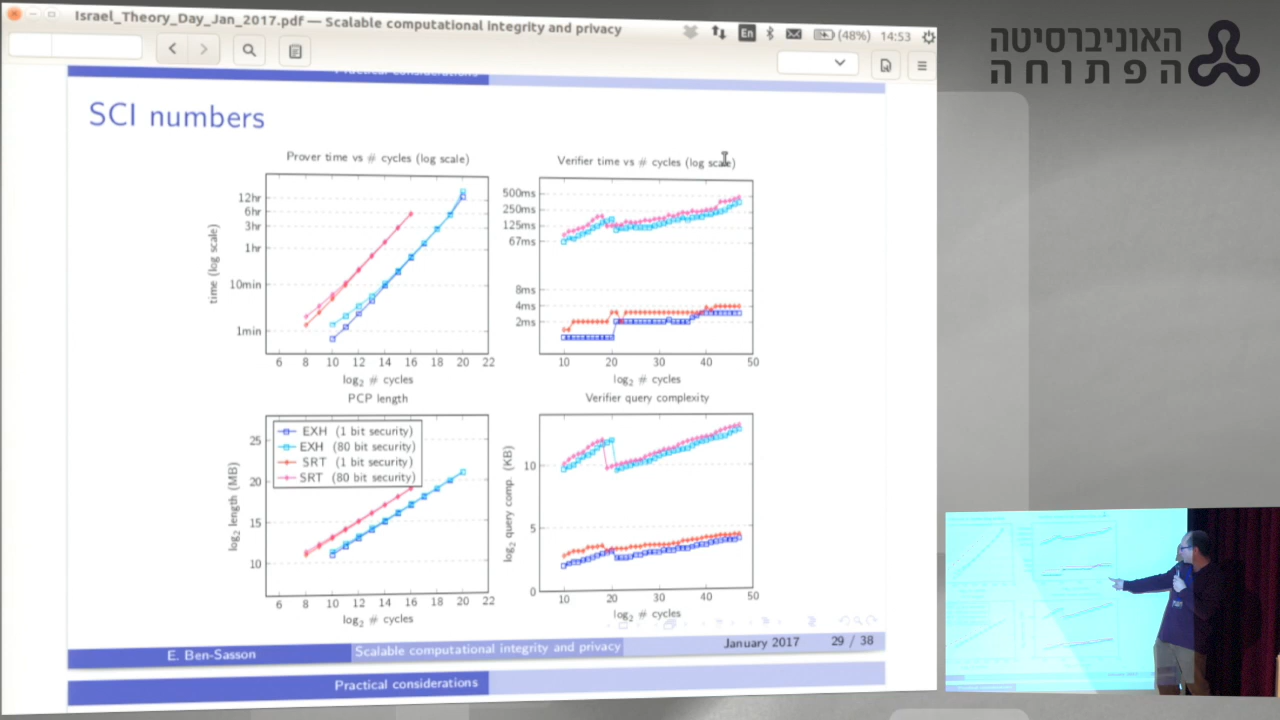 Israel_Theory_Day_Jan_2017.pdf — Scalable computational integrity and privacy
En
(48%) 14:53
האוניברסיטה
הפתוחה
Practical considerations
SCI numbers
Prover time vs # cycles (log scale)
time (log scale)
12hr
6hr
3hr
1hr
10min
1min
6 8 10 12 14 16 18 20 22
log2 # cycles
Verifier time vs # cycles (log scale)
500ms
250ms
125ms
67ms
8ms
4ms
2ms
10 20 30 40 50
log2 # cycles
PCP length
log2 length (MB)
25
20
15
10
EXH (1 bit security)
EXH (80 bit security)
SRT (1 bit security)
SRT (80 bit security)
6 8 10 12 14 16 18 20 22
log2 # cycles
Verifier query complexity
log2 query comp. (KB)
10
5
0
10 20 30 40 50
log2 # cycles
E. Ben-Sasson
Scalable computational integrity and privacy
January 2017
29 / 38
Practical considerations